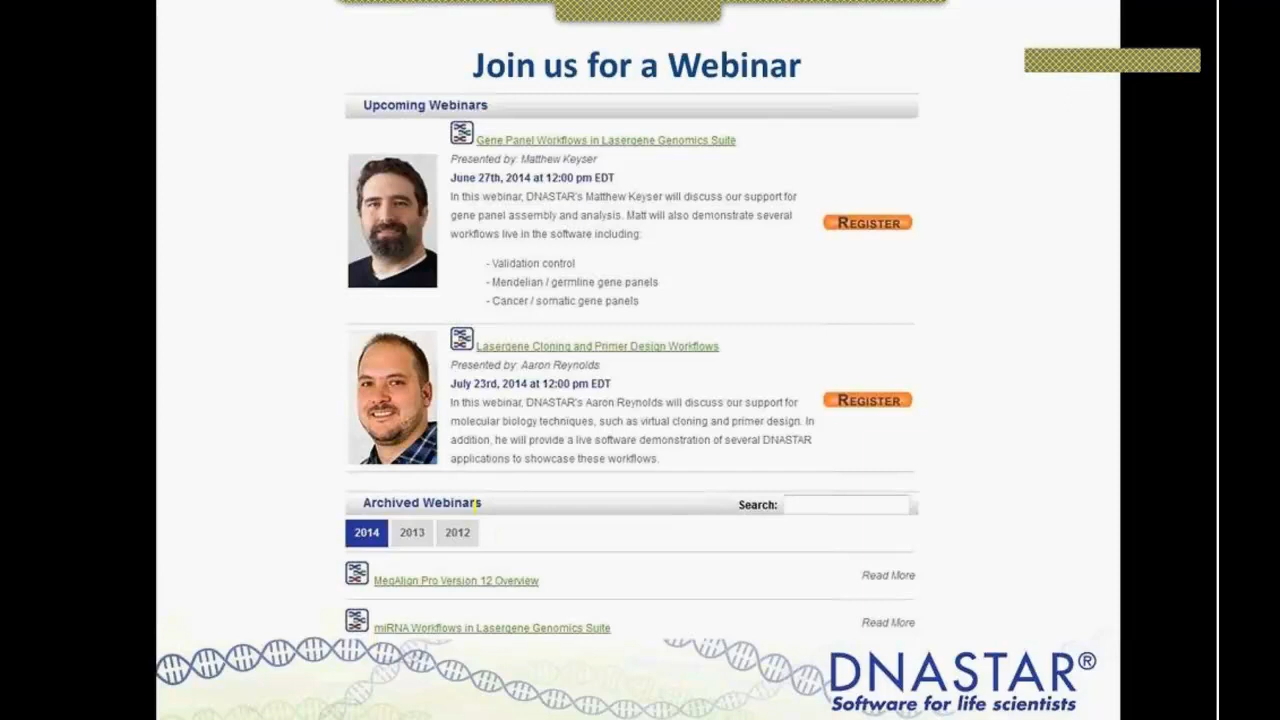 Join us for a Webinar
Upcoming Webinars
Gene Panel Workflows in Lasergene Genomics Suite
Presented by: Matthew Keyser
June 27th, 2014 at 12:00 pm EDT
In this webinar, DNASTAR's Matthew Keyser will discuss our support for
gene panel assembly and analysis. Matt will also demonstrate several
workflows live in the software including:
- Validation control
- Mendelian / germline gene panels
- Cancer / somatic gene panels
REGISTER
Lasergene Cloning and Primer Design Workflows
Presented by: Aaron Reynolds
July 23rd, 2014 at 12:00 pm EDT
In this webinar, DNASTAR's Aaron Reynolds will discuss our support for
molecular biology techniques, such as virtual cloning and primer design. In
addition, he will provide a live software demonstration of several DNASTAR
applications to showcase these workflows.
REGISTER
Archived Webinars Search:
2014 2013 2012
MegAlign Pro Version 12 Overview Read More
miRNA Workflows in Lasergene Genomics Suite Read More
DNASTAR®
Software for life scientists